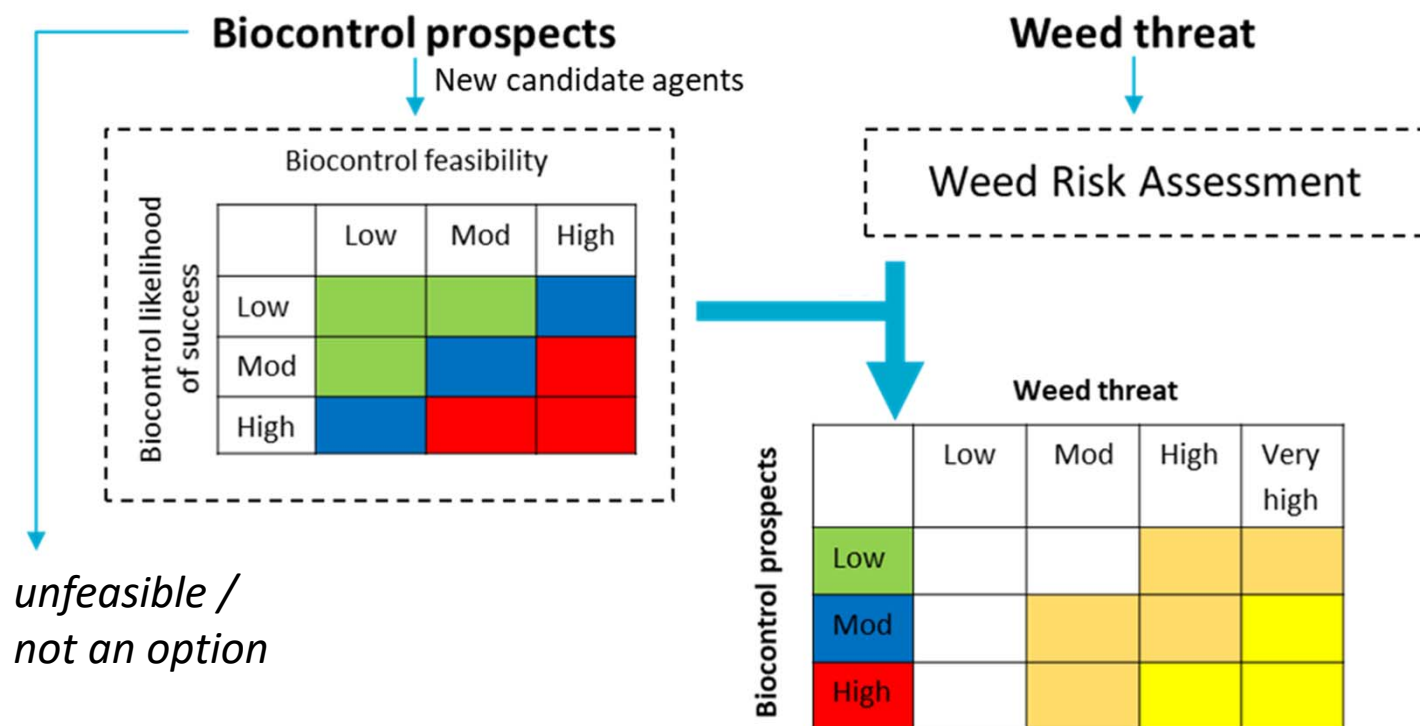 Biocontrol prospects
Weed threat
New candidate agents
Biocontrol feasibility
Biocontrol likelihood
of success
Low Mod High
Low
Mod
High
Weed Risk Assessment
Weed threat
Biocontrol prospects
Low Mod High Very
high
Low
Mod
High
unfeasible /
not an option